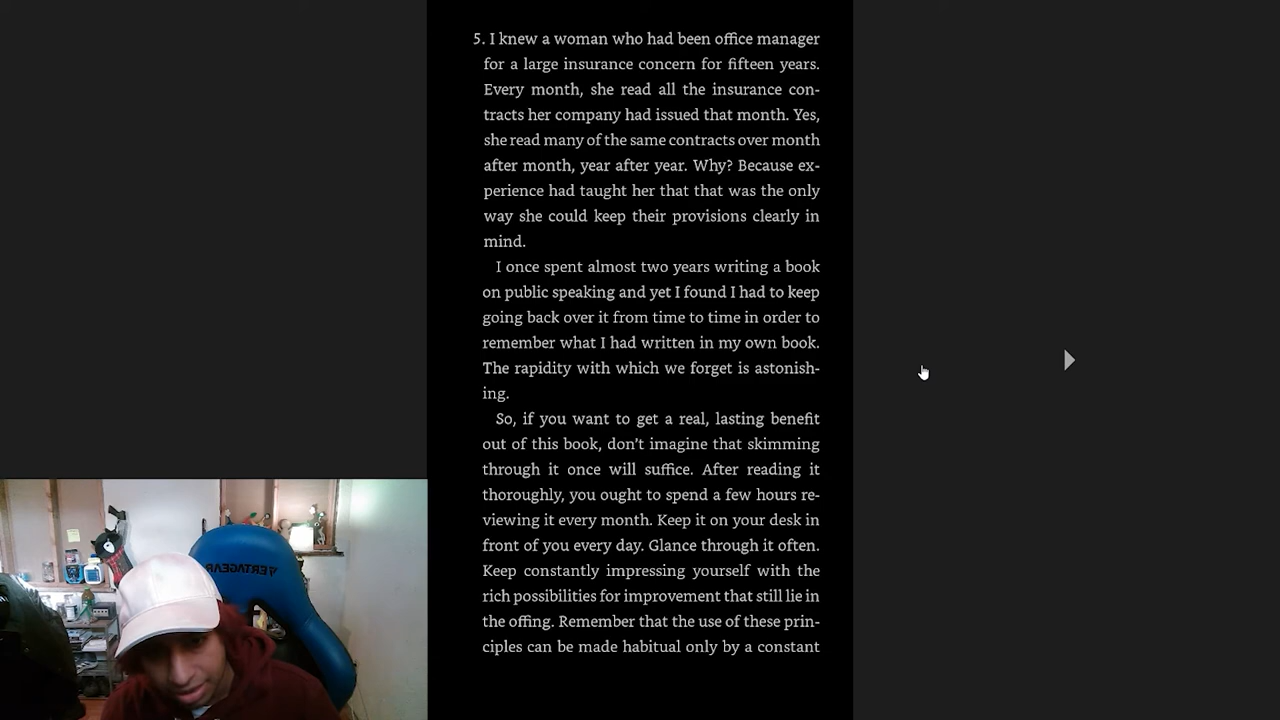 5. I knew a woman who had been office manager
for a large insurance concern for fifteen years.
Every month, she read all the insurance con-
tracts her company had issued that month. Yes,
she read many of the same contracts over month
after month, year after year. Why? Because ex-
perience had taught her that that was the only
way she could keep their provisions clearly in
mind.
I once spent almost two years writing a book
on public speaking and yet I found I had to keep
going back over it from time to time in order to
remember what I had written in my own book.
The rapidity with which we forget is astonish-
ing.
So, if you want to get a real, lasting benefit
out of this book, don't imagine that skimming
through it once will suffice. After reading it
thoroughly, you ought to spend a few hours re-
viewing it every month. Keep it on your desk in
front of you every day. Glance through it often.
Keep constantly impressing yourself with the
rich possibilities for improvement that still lie in
the offing. Remember that the use of these prin-
ciples can be made habitual only by a constant
VERTAGEAR